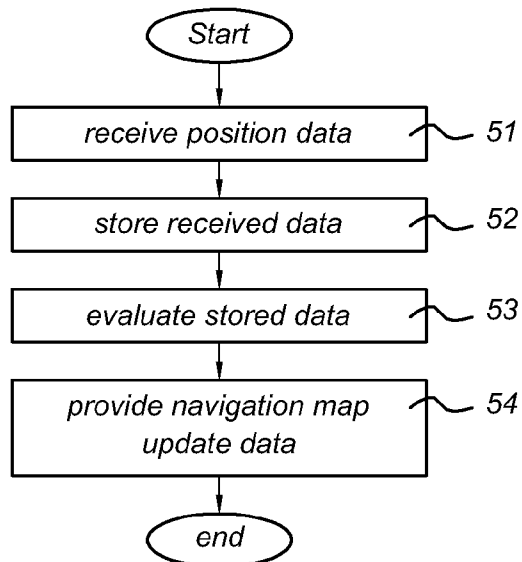 Start
receive position data 51
store received data 52
evaluate stored data 53
provide navigation map 54
update data
end